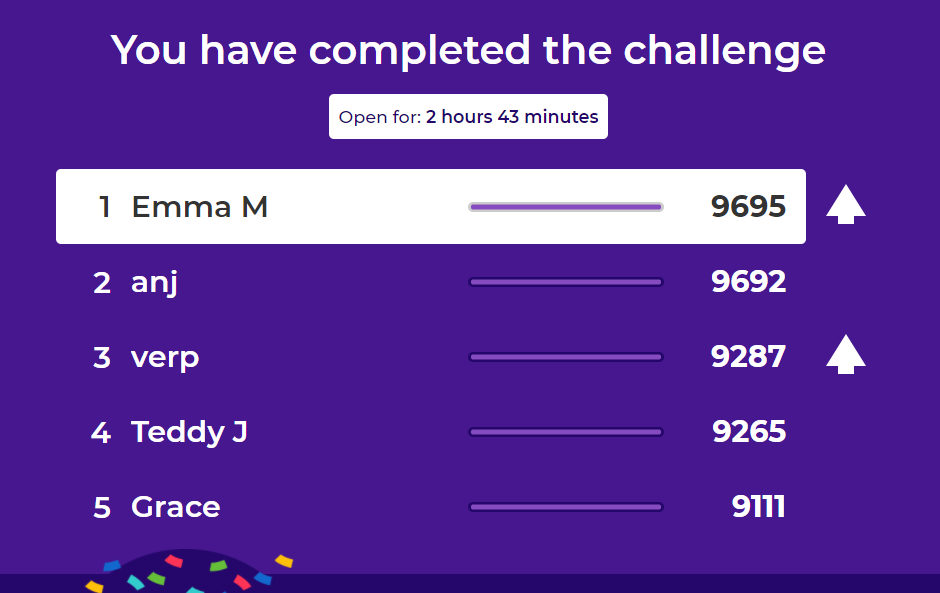 You have completed the challenge
Open for: 2 hours 43 minutes
1 Emma M 9695
2 anj 9692
3 verp 9287
4 Teddy J 9265
5 Grace 9111